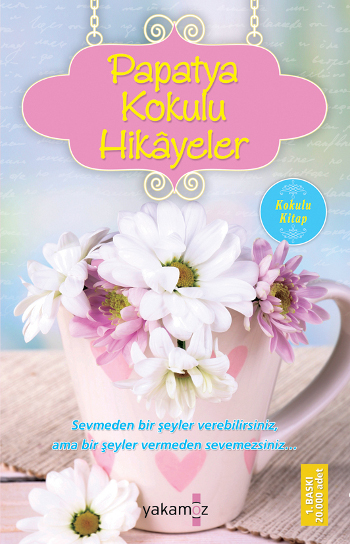 Papatya
Kokulu
Hikâyeler
Kokulu
Kitap
Sevmeden bir şeyler verebilirsiniz,
ama bir şeyler vermeden sevemezsiniz...
1. BASKI
20.000 adet
yakamoz